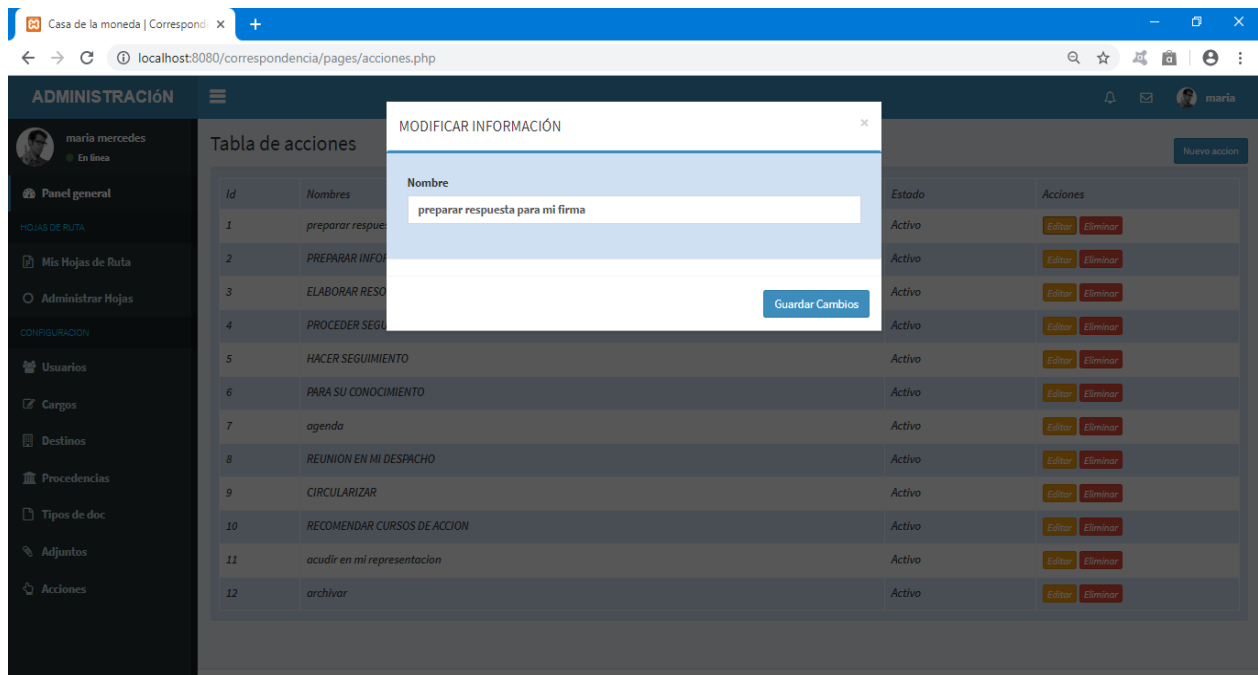 Casa de la moneda | Correspond
localhost:8080/correspondencia/pages/acciones.php
ADMINISTRACIóN
maria
maria mercedes
En linea
Panel general
HOJAS DE RUTA
Mis Hojas de Ruta
Administrar Hojas
CONFIGURACION
Usuarios
Cargos
Destinos
Procedencias
Tipos de doc
Adjuntos
Acciones
Tabla de acciones
Nuevo accion
MODIFICAR INFORMACIÓN ×
Nombre
preparar respuesta para mi firma
Guardar Cambios
Id Nombres Estado Acciones
1 preparar respues Activo Editar Eliminar
2 PREPARAR INFOR Activo Editar Eliminar
3 ELABORAR RESO Activo Editar Eliminar
4 PROCEDER SEGU Activo Editar Eliminar
5 HACER SEGUIMIENTO Activo Editar Eliminar
6 PARA SU CONOCIMIENTO Activo Editar Eliminar
7 agenda Activo Editar Eliminar
8 REUNION EN MI DESPACHO Activo Editar Eliminar
9 CIRCULARIZAR Activo Editar Eliminar
10 RECOMENDAR CURSOS DE ACCION Activo Editar Eliminar
11 acudir en mi representacion Activo Editar Eliminar
12 archivar Activo Editar Eliminar